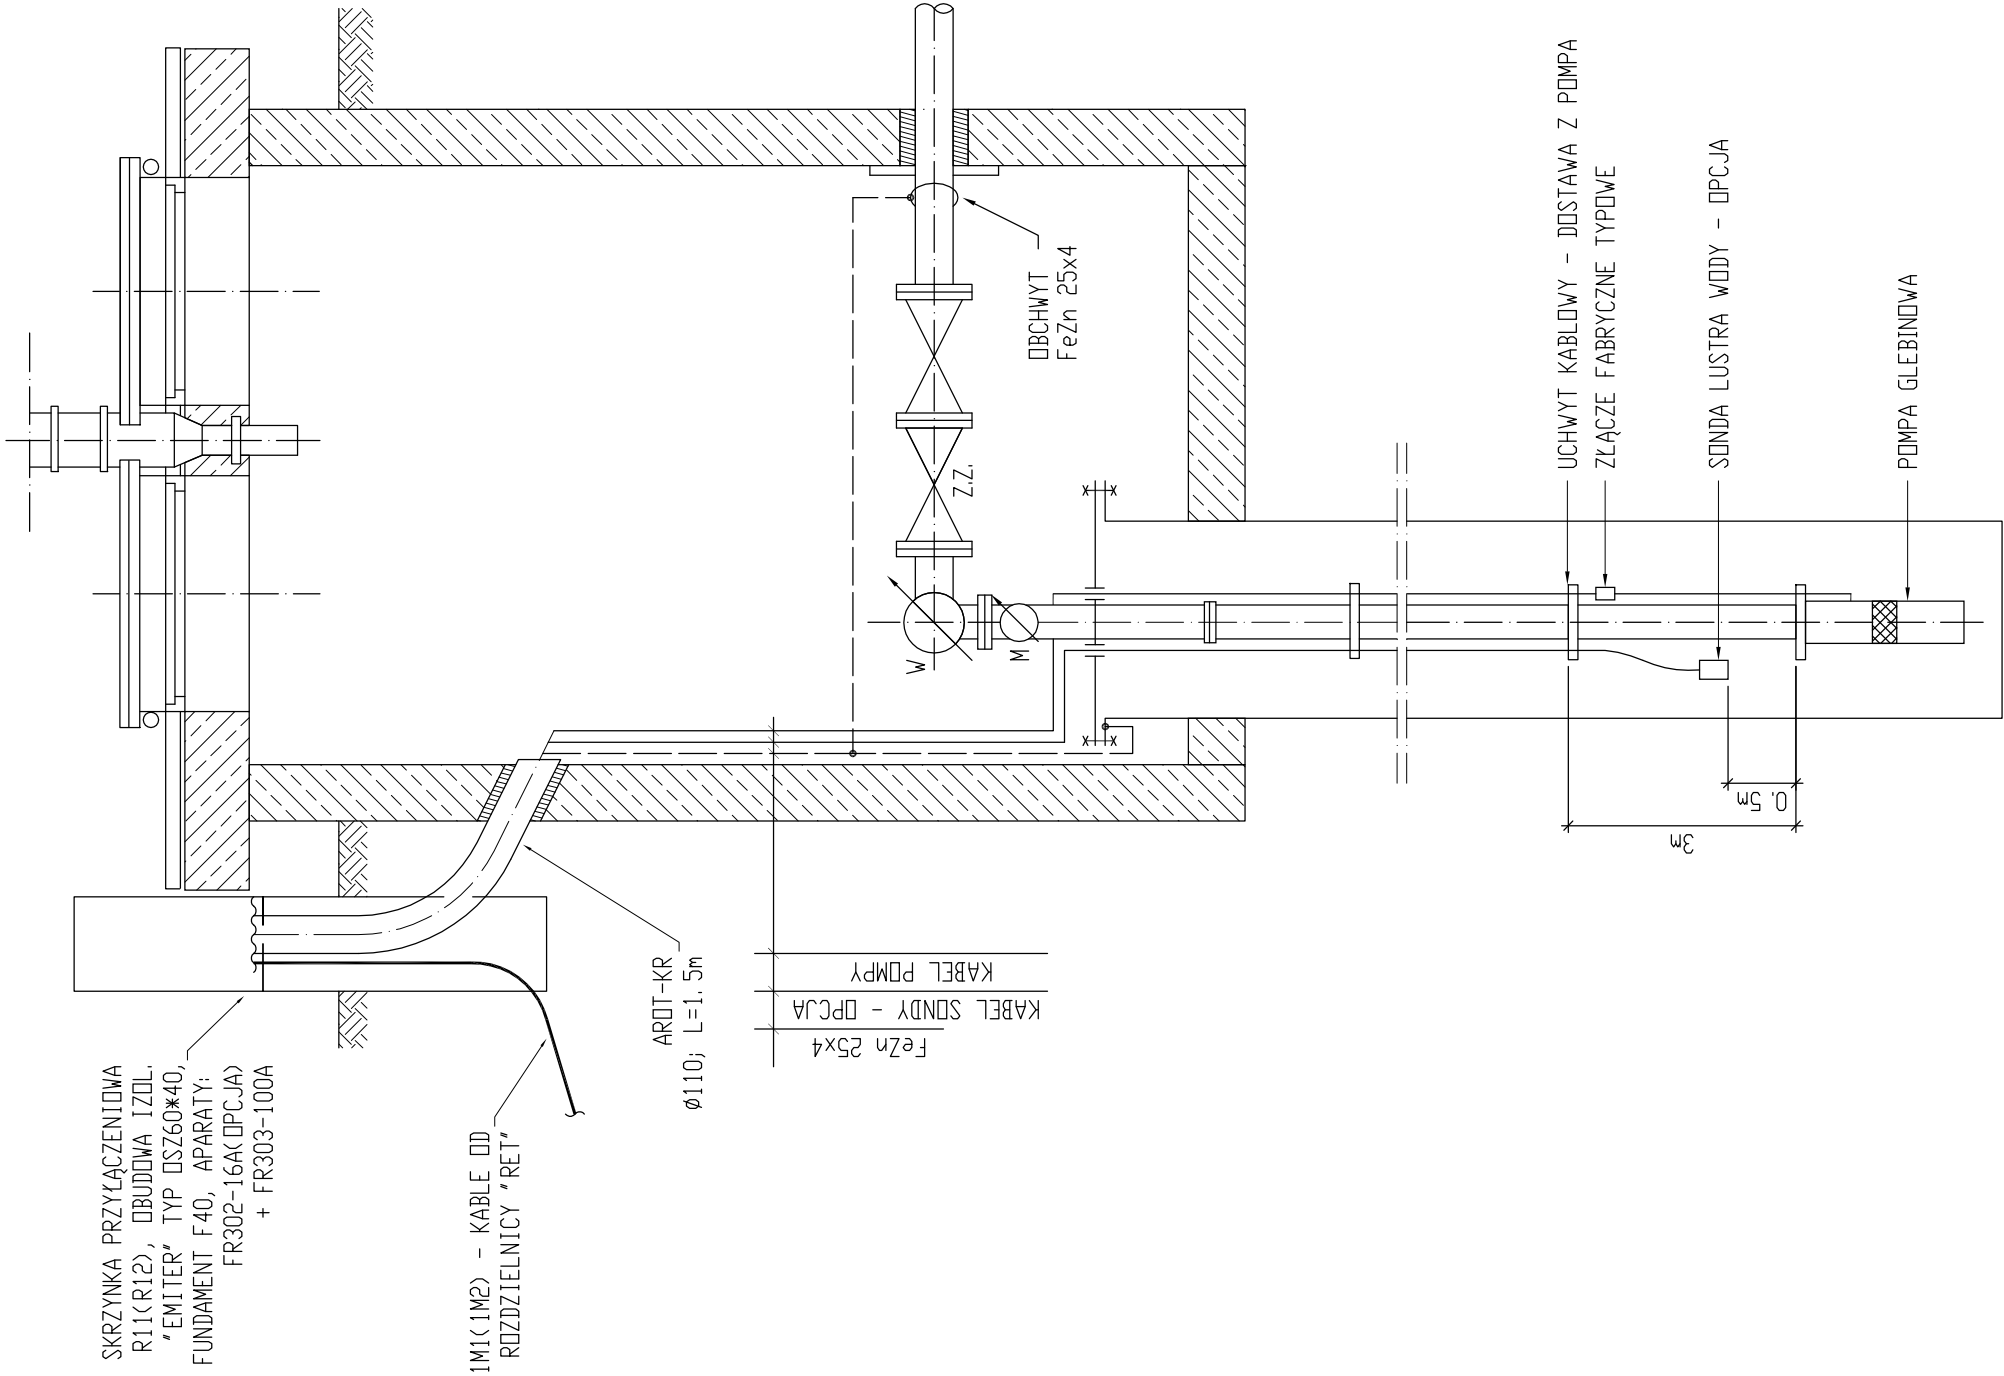 SKRZYNKA PRZYŁĄCZENIOWA
R11(R12), OBUDOWA IZOL.
"EMITER" TYP OSZ60*40,
FUNDAMENT F40, APARATY:
FR302-16A(OPCJA)
+ FR303-100A
1M1(1M2) - KABLE OD
ROZDZIELNICY "RET"
AROT-KR
Ø110; L=1.5m
KABEL POMPY
KABEL SONDY - OPCJA
FeZn 25x4
OBCHWYT
FeZn 25x4
Z.Z.
W
M
UCHWYT KABLOWY - DOSTAWA Z POMPA
ZŁĄCZE FABRYCZNE TYPOWE
SONDA LUSTRA WODY - OPCJA
POMPA GLEBINOWA
0.5m
3m